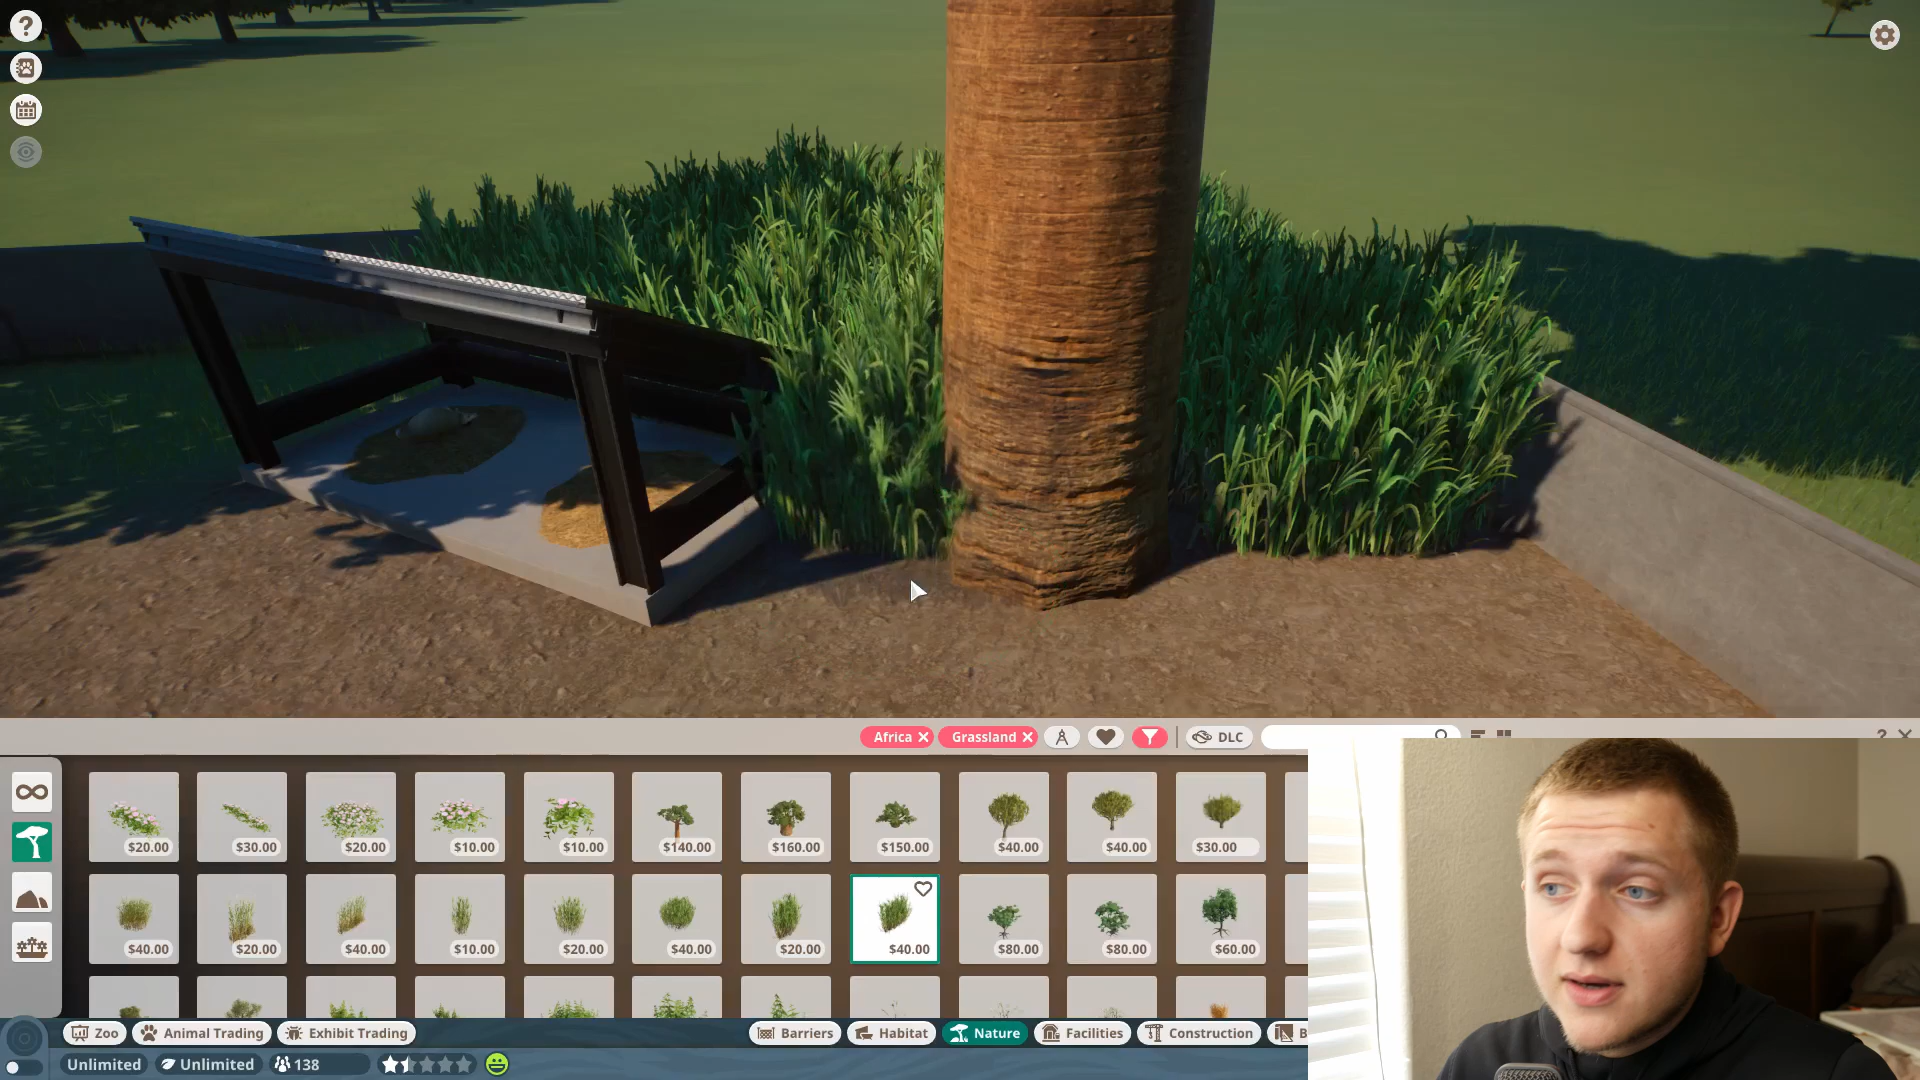 ?
Africa ✕ Grassland ✕ DLC ? ✕
$20.00 $30.00 $20.00 $10.00 $10.00 $140.00 $160.00 $150.00 $40.00 $40.00 $30.00
$40.00 $20.00 $40.00 $10.00 $20.00 $40.00 $20.00 $40.00 $80.00 $80.00 $60.00
Zoo Animal Trading Exhibit Trading Barriers Habitat Nature Facilities Construction B
Unlimited Unlimited 138